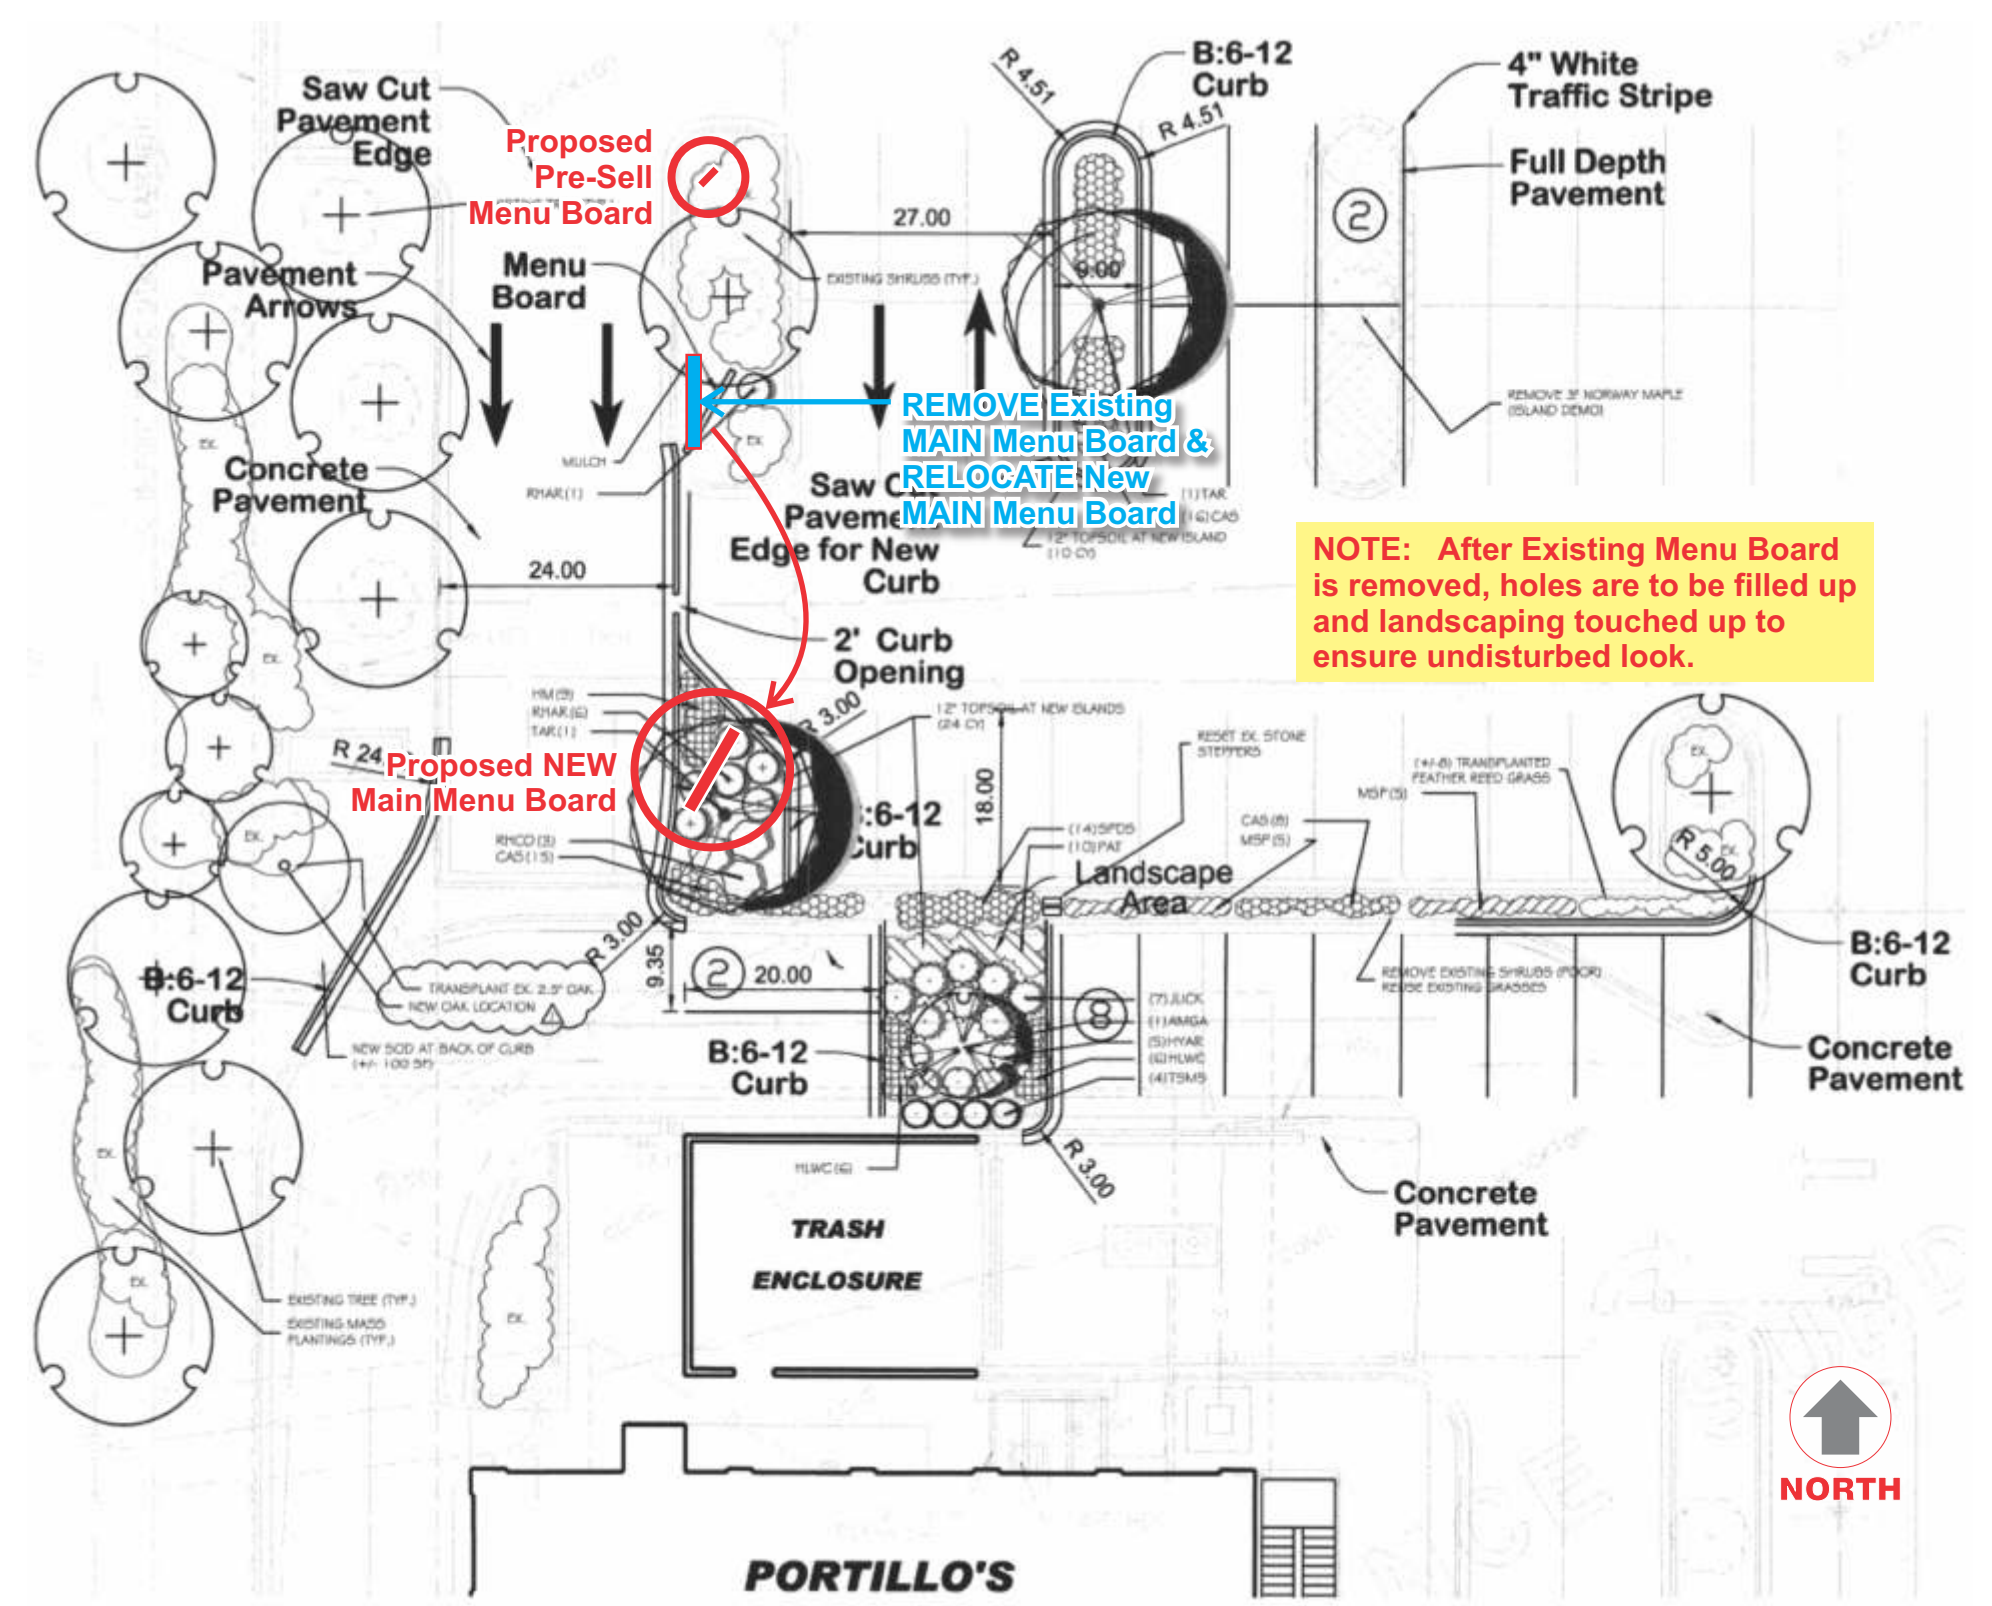 Saw Cut
Pavement
Edge
Proposed
Pre-Sell
Menu Board
R 4.51
B:6-12
Curb
R 4.51
4" White
Traffic Stripe
Full Depth
Pavement
2
27.00
9.00
Pavement
Arrows
Menu
Board
EXISTING SHRUBS (TYP.)
REMOVE 3" NORWAY MAPLE
(ISLAND DEMO)
REMOVE Existing
MAIN Menu Board &
RELOCATE New
MAIN Menu Board
EX.
EX.
MULCH
RHAR(1)
Concrete
Pavement
Saw Cut
Pavement
Edge for New
Curb
(1)TAR
(16)CAS
12" TOPSOIL AT NEW ISLAND
(10 CY)
24.00
NOTE: After Existing Menu Board
is removed, holes are to be filled up
and landscaping touched up to
ensure undisturbed look.
2' Curb
Opening
EX.
HM(9)
RHAR(6)
TAR(1)
R 3.00
12" TOPSOIL AT NEW ISLANDS
(24 CY)
RESET EX. STONE
STEPPERS
(+/-8) TRANSPLANTED
FEATHER REED GRASS
MSP(5)
EX.
R 24.
Proposed NEW
Main Menu Board
18.00
B:6-12
Curb
CAS(8)
MSP(5)
EX.
RHCO(3)
CAS(15)
(14)SPDS
(10)PAT
Landscape
Area
R 5.00
EX.
R 3.00
9.35
2
20.00
B:6-12
Curb
TRANSPLANT EX. 2.5" OAK
NEW OAK LOCATION
REMOVE EXISTING SHRUBS (POOR)
REUSE EXISTING GRASSES
B:6-12
Curb
(7)JUCK
(1)AMGA
(5)HYAR
(6)HLWC
(4)TSMS
8
NEW SOD AT BACK OF CURB
(+/- 100 SF)
B:6-12
Curb
Concrete
Pavement
EX.
HLWC(6)
R 3.00
Concrete
Pavement
TRASH
ENCLOSURE
EX.
EX.
EXISTING TREE (TYP.)
EXISTING MASS
PLANTINGS (TYP.)
NORTH
PORTILLO'S